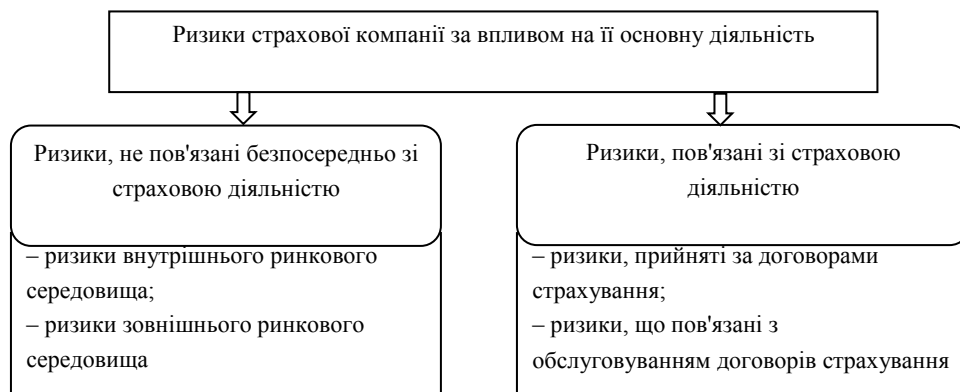 Ризики страхової компанії за впливом на її основну діяльність
Ризики, не пов'язані безпосередньо зі
страховою діяльністю
– ризики внутрішнього ринкового
середовища;
– ризики зовнішнього ринкового
середовища
Ризики, пов'язані зі страховою
діяльністю
– ризики, прийняті за договорами
страхування;
– ризики, що пов'язані з
обслуговуванням договорів страхування